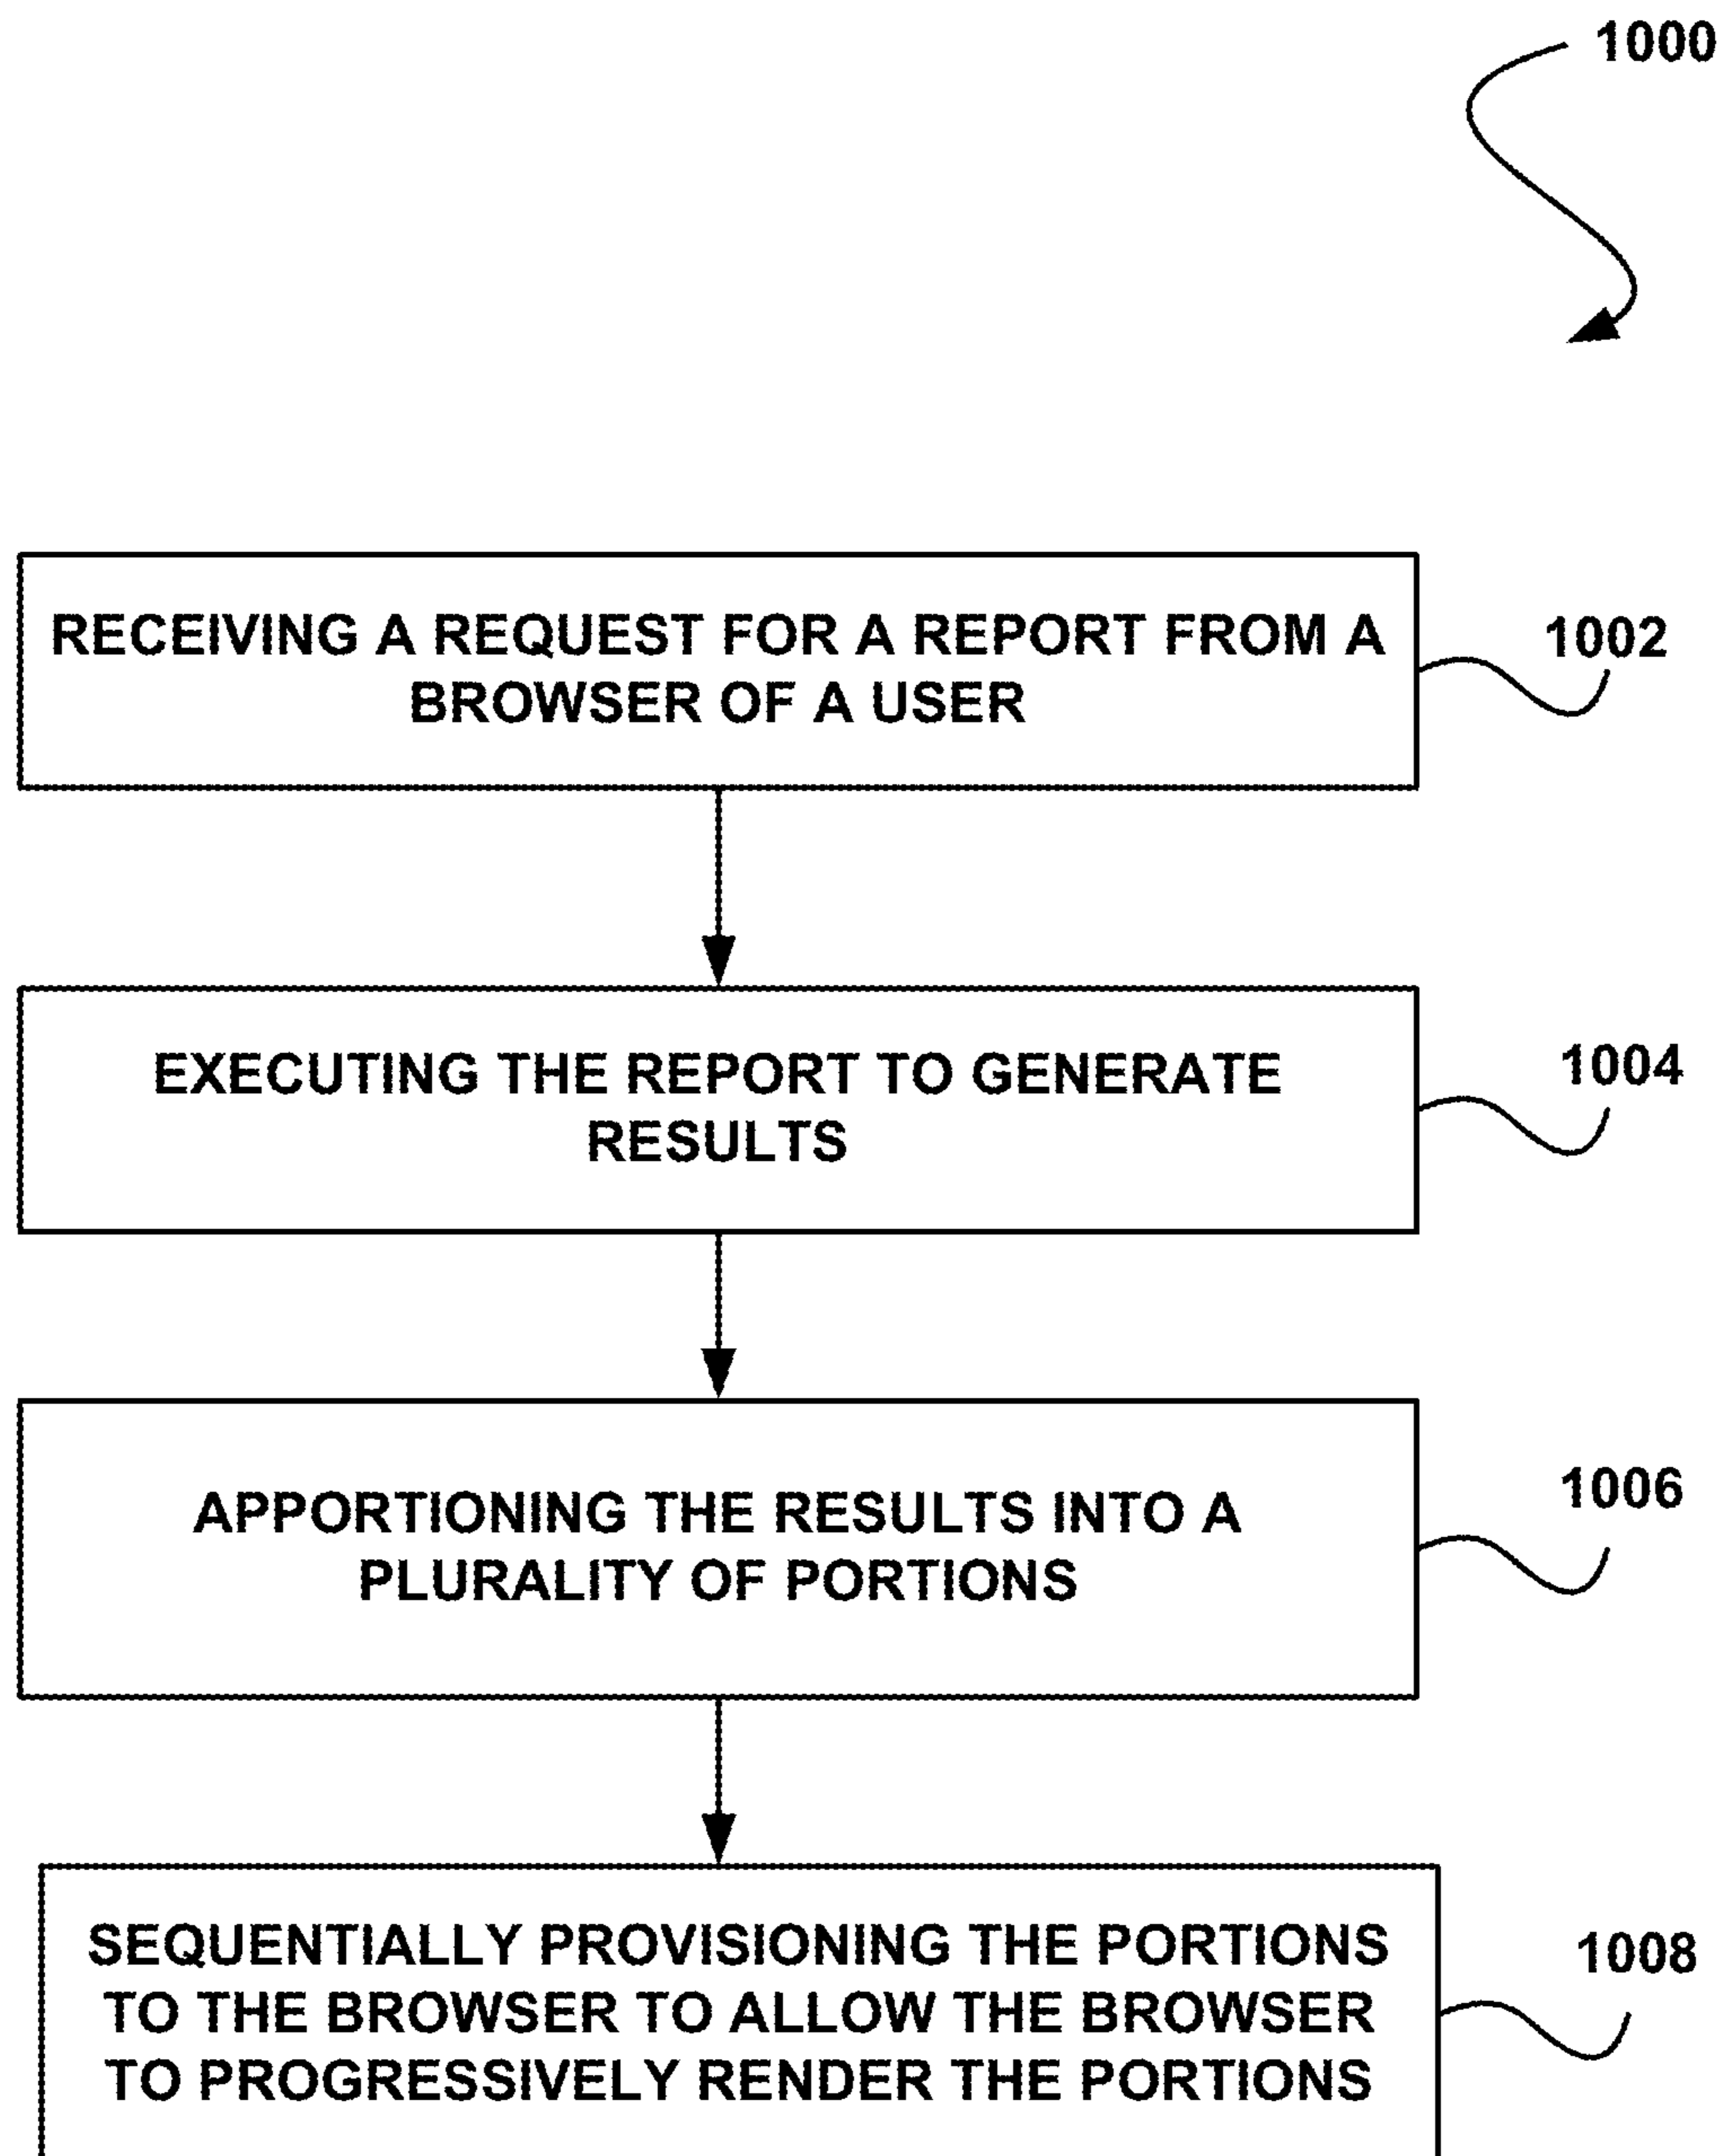 1000
RECEIVING A REQUEST FOR A REPORT FROM A
BROWSER OF A USER
1002
EXECUTING THE REPORT TO GENERATE
RESULTS
1004
APPORTIONING THE RESULTS INTO A
PLURALITY OF PORTIONS
1006
SEQUENTIALLY PROVISIONING THE PORTIONS
TO THE BROWSER TO ALLOW THE BROWSER
TO PROGRESSIVELY RENDER THE PORTIONS
1008